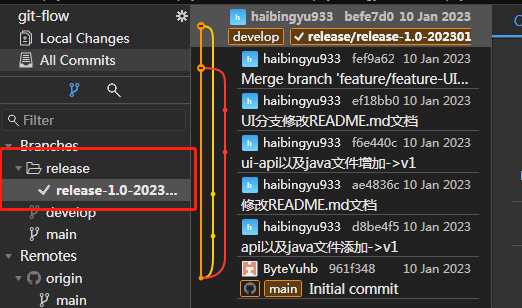 git-flow
Local Changes
All Commits
Filter
Branches
release
release-1.0-2023...
develop
main
Remotes
origin
main
haibingyu933 befe7d0 10 Jan 2023
develop release/release-1.0-202301
haibingyu933 fef9a62 10 Jan 2023
Merge branch 'feature/feature-UI...
haibingyu933 ef18bb0 10 Jan 2023
UI分支修改README.md文档
haibingyu933 f6e440c 10 Jan 2023
ui-api以及java文件增加->v1
haibingyu933 ae4836c 10 Jan 2023
修改README.md文档
haibingyu933 d8be4f5 10 Jan 2023
api以及java文件添加->v1
ByteYuhb 961f348 10 Jan 2023
main Initial commit